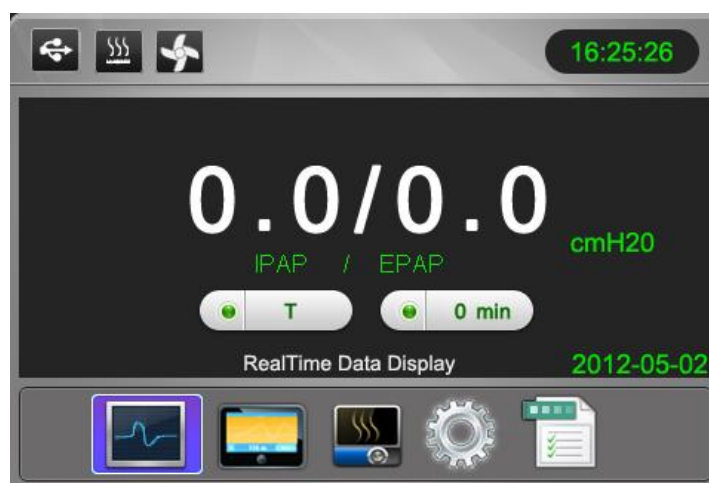 16:25:26
0.0/0.0
cmH20
IPAP / EPAP
T
0 min
RealTime Data Display
2012-05-02